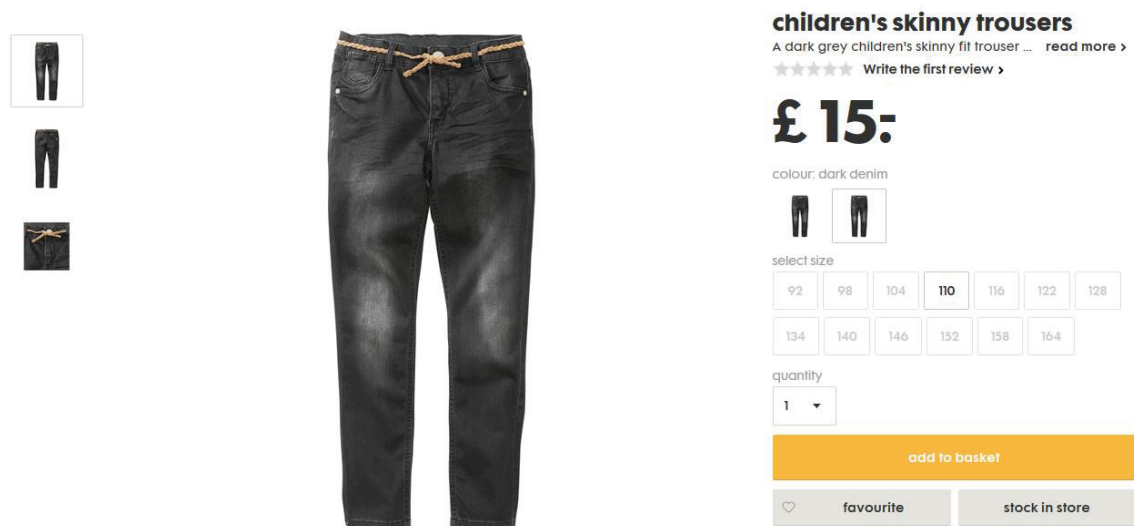 children's skinny trousers
A dark grey children's skinny fit trouser ... read more >
Write the first review >
£ 15:-
colour: dark denim
select size
92 98 104 110 116 122 128
134 140 146 152 158 164
quantity
1
add to basket
favourite stock in store